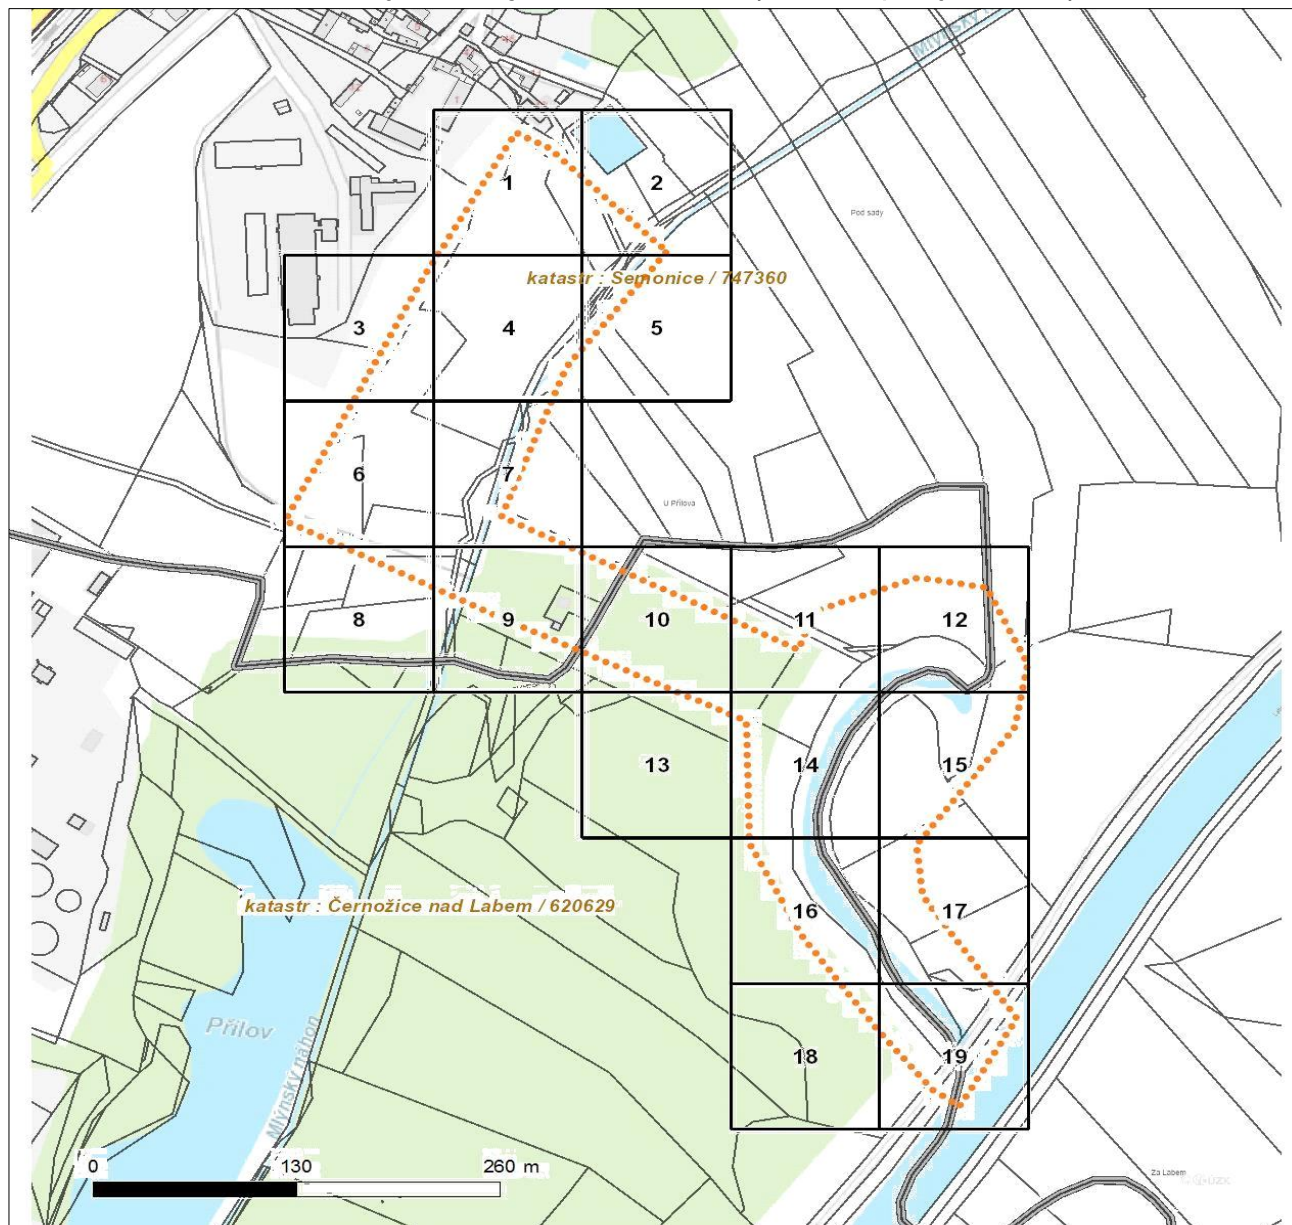 Mlýnský
1
2
Pod sady
katastr : Semonice / 747360
3
4
5
6
7
U Přílova
8
9
10
11
12
13
14
15
katastr : Černožice nad Labem / 620629
16
17
Přílov
Mlýnský náhon
18
19
0 130 260 m
Za Labem